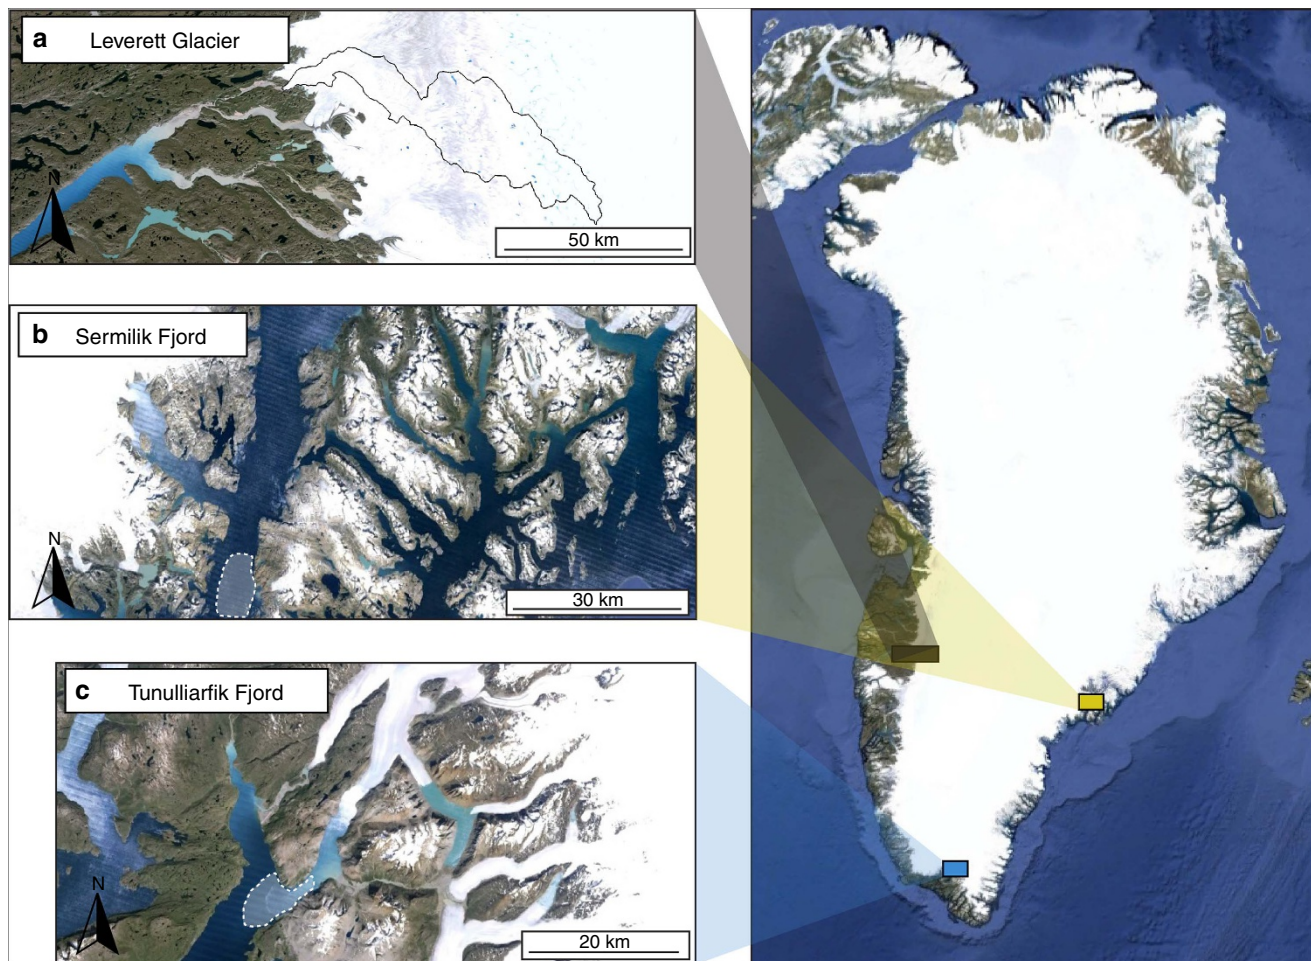 a Leverett Glacier
N
50 km
b Sermilik Fjord
N
30 km
c Tunulliarfik Fjord
N
20 km